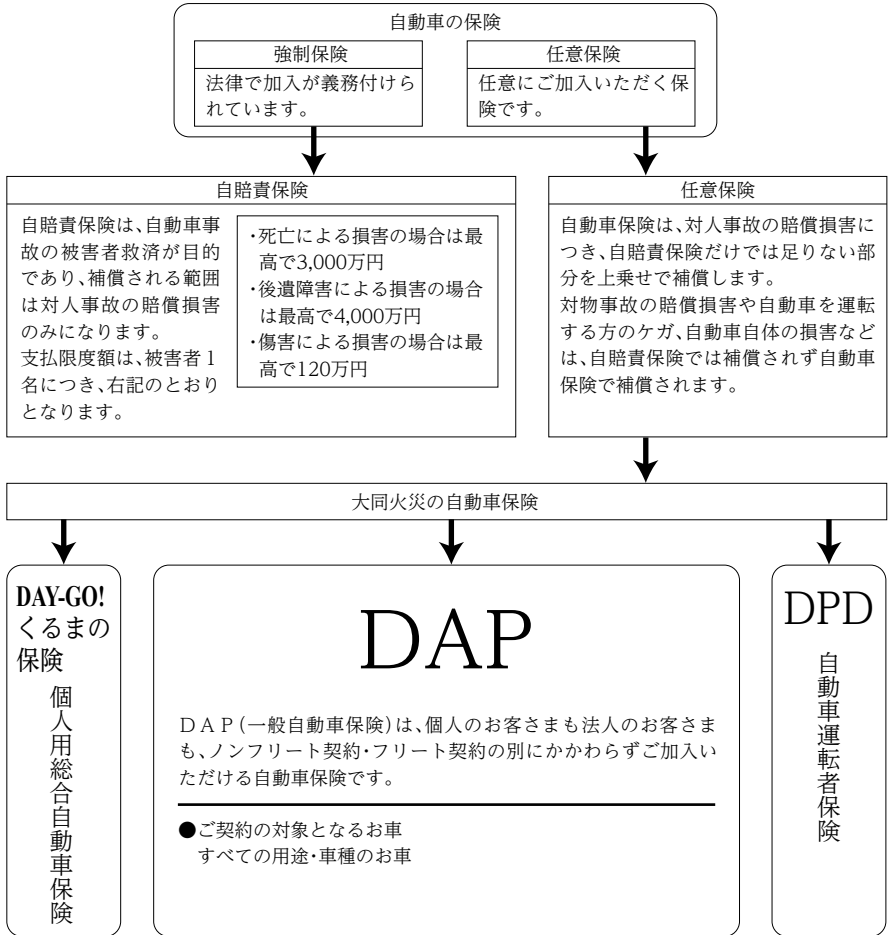 自動車の保険
強制保険
法律で加入が義務付けら
れています。
任意保険
任意にご加入いただく保
険です。
自賠責保険
自賠責保険は、自動車事
故の被害者救済が目的
であり、補償される範囲
は対人事故の賠償損害
のみになります。
支払限度額は、被害者1
名につき、右記のとおり
となります。
・死亡による損害の場合は最
高で3,000万円
・後遺障害による損害の場合
は最高で4,000万円
・傷害による損害の場合は最
高で120万円
任意保険
自動車保険は、対人事故の賠償損害に
つき、自賠責保険だけでは足りない部
分を上乗せで補償します。
対物事故の賠償損害や自動車を運転
する方のケガ、自動車自体の損害など
は、自賠責保険では補償されず自動車
保険で補償されます。
大同火災の自動車保険
DAY-GO!
くるまの
保険
個人用総合自動車保険
DAP
DAP(一般自動車保険)は、個人のお客さまも法人のお客さま
も、ノンフリート契約・フリート契約の別にかかわらずご加入い
ただける自動車保険です。
●ご契約の対象となるお車
すべての用途・車種のお車
DPD
自動車運転者保険